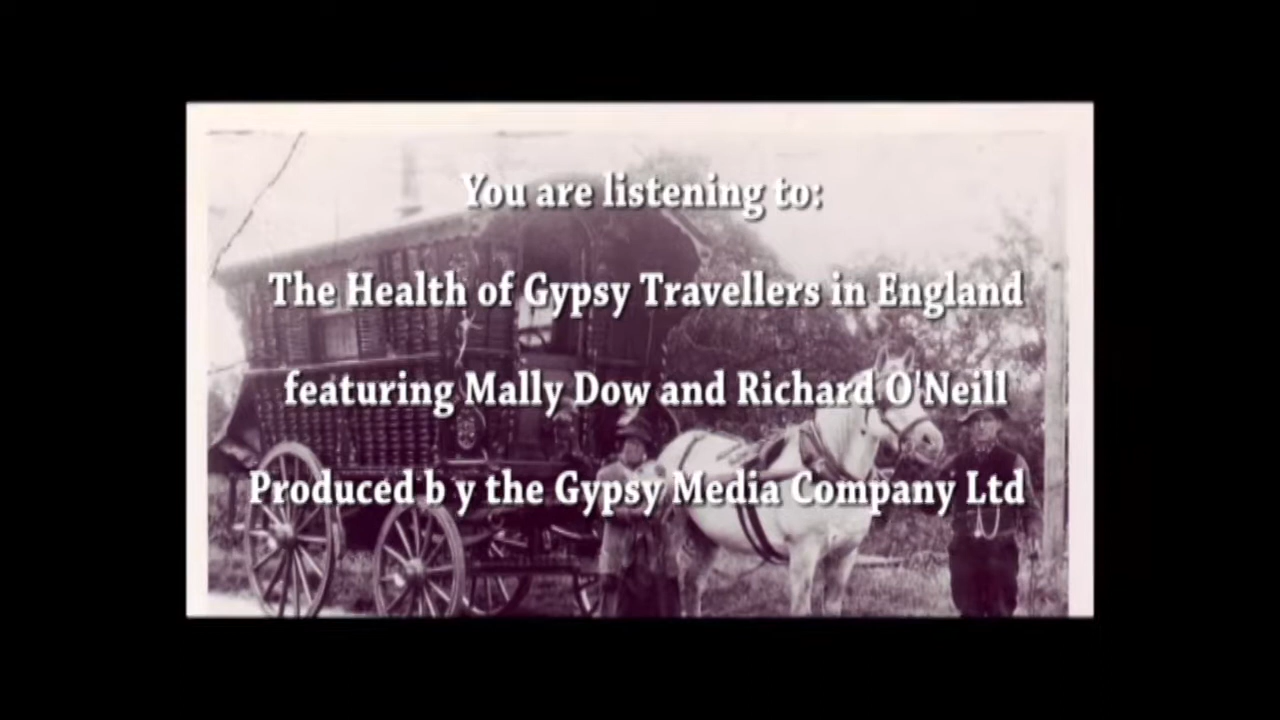 You are listening to:
The Health of Gypsy Travellers in England
featuring Mally Dow and Richard O'Neill
Produced b y the Gypsy Media Company Ltd